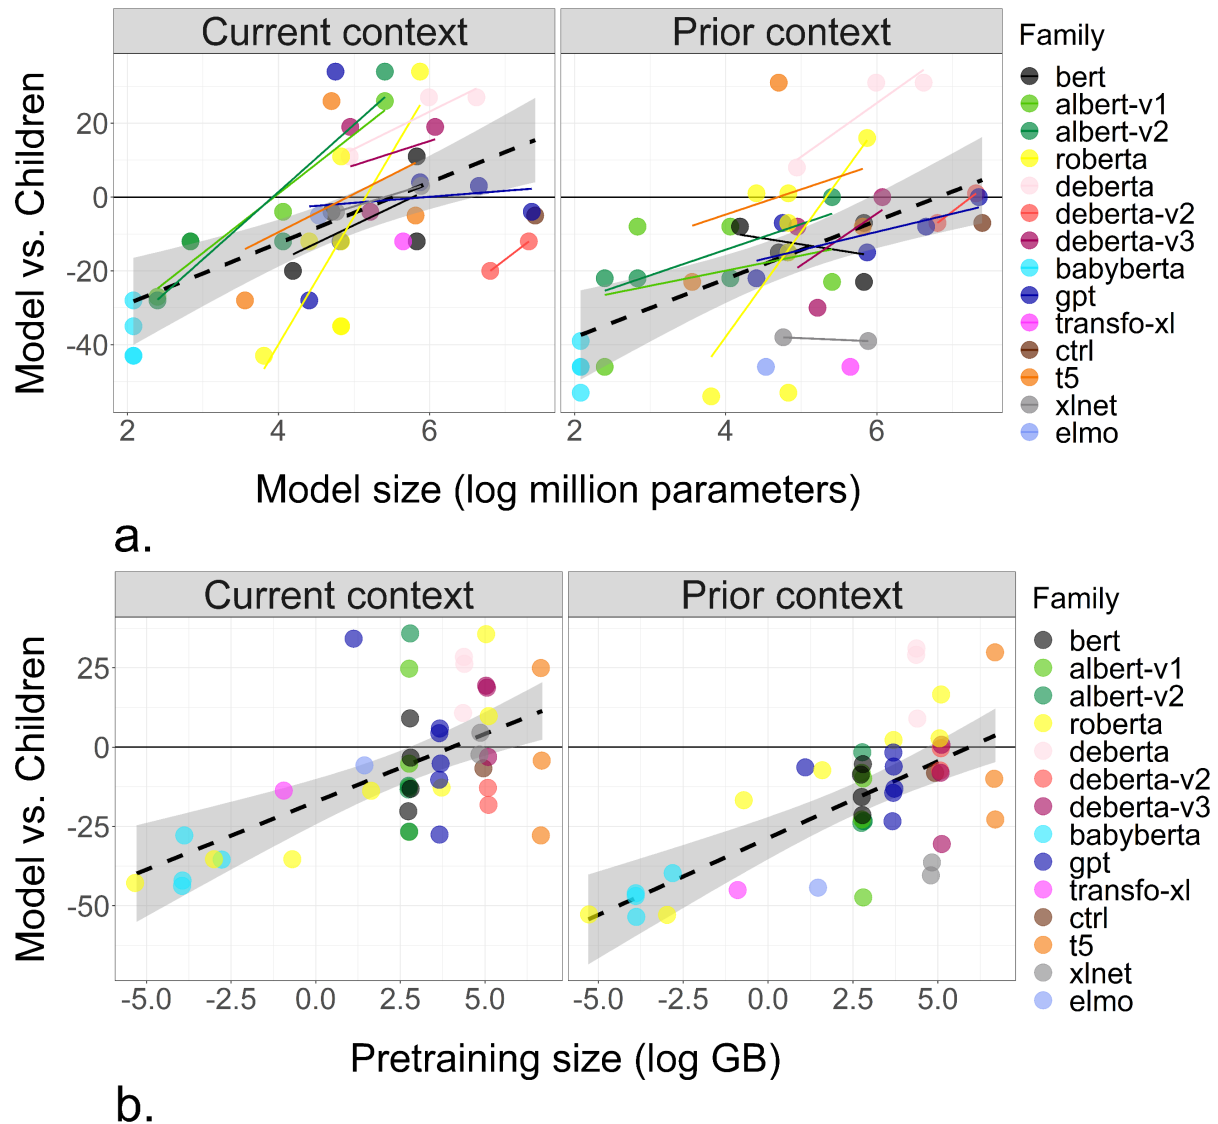 Current context
Prior context
Family
Model vs. Children
20
0
-20
-40
bert
albert-v1
albert-v2
roberta
deberta
deberta-v2
deberta-v3
babyberta
gpt
transfo-xl
ctrl
t5
xlnet
elmo
2
4
6
2
4
6
Model size (log million parameters)
a.
Current context
Prior context
Family
Model vs. Children
25
0
-25
-50
bert
albert-v1
albert-v2
roberta
deberta
deberta-v2
deberta-v3
babyberta
gpt
transfo-xl
ctrl
t5
xlnet
elmo
-5.0
-2.5
0.0
2.5
5.0
-5.0
-2.5
0.0
2.5
5.0
Pretraining size (log GB)
b.